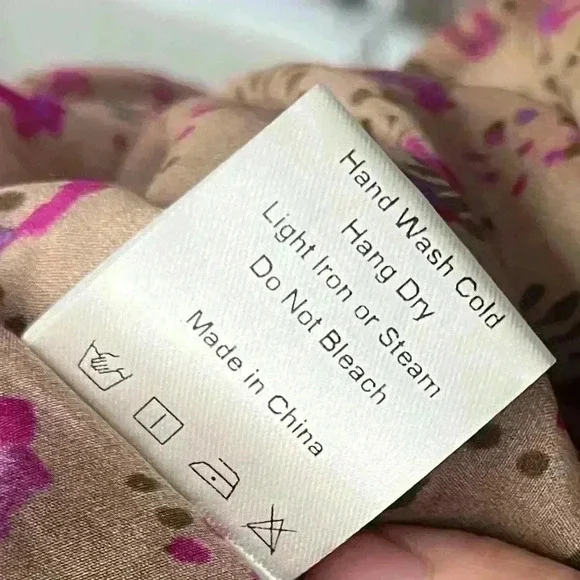 Hand Wash Cold
Hang Dry
Light Iron or Steam
Do Not Bleach
Made in China